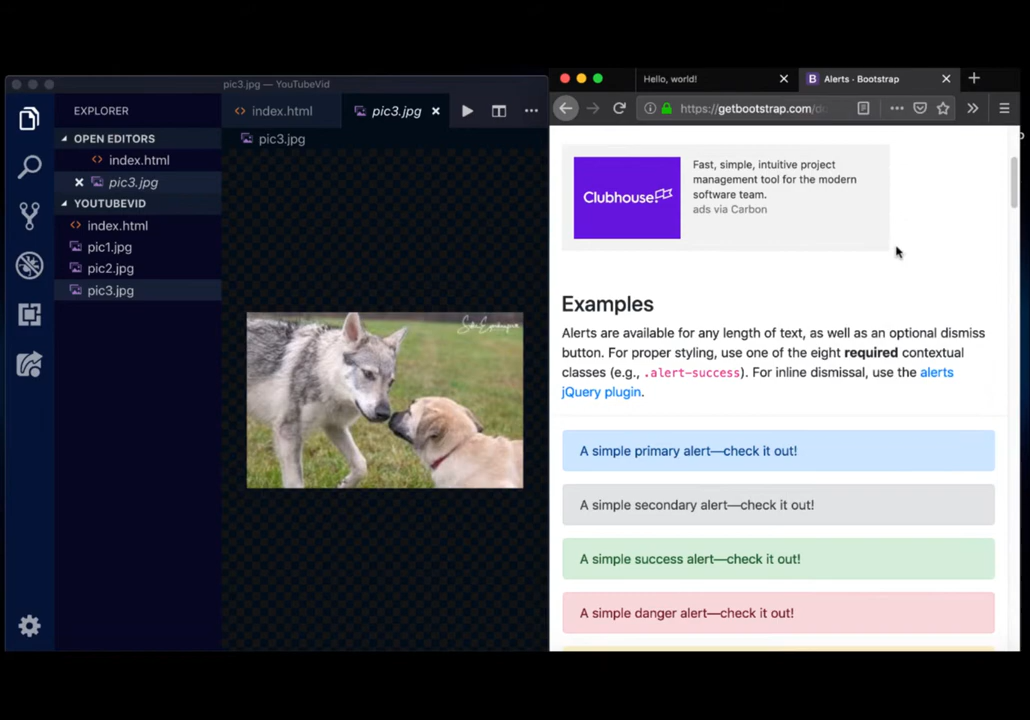 pic3.jpg — YouTubeVid
EXPLORER
OPEN EDITORS
index.html
pic3.jpg
YOUTUBEVID
index.html
pic1.jpg
pic2.jpg
pic3.jpg
index.html
pic3.jpg
pic3.jpg
Hello, world!
B Alerts · Bootstrap
https://getbootstrap.com/
Clubhouse
Fast, simple, intuitive project
management tool for the modern
software team.
ads via Carbon
Examples
Alerts are available for any length of text, as well as an optional dismiss
button. For proper styling, use one of the eight required contextual
classes (e.g., .alert-success). For inline dismissal, use the alerts
jQuery plugin.
A simple primary alert—check it out!
A simple secondary alert—check it out!
A simple success alert—check it out!
A simple danger alert—check it out!